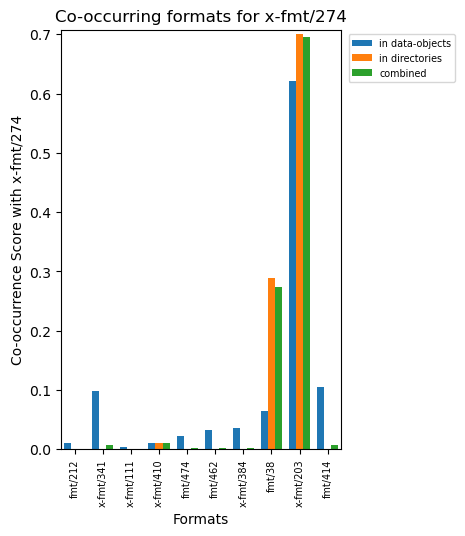 Co-occurring formats for x-fmt/274
in data-objects
in directories
combined
Co-occurrence Score with x-fmt/274
0.7
0.6
0.5
0.4
0.3
0.2
0.1
0.0
fmt/212
x-fmt/341
x-fmt/111
x-fmt/410
fmt/474
fmt/462
x-fmt/384
fmt/38
x-fmt/203
fmt/414
Formats